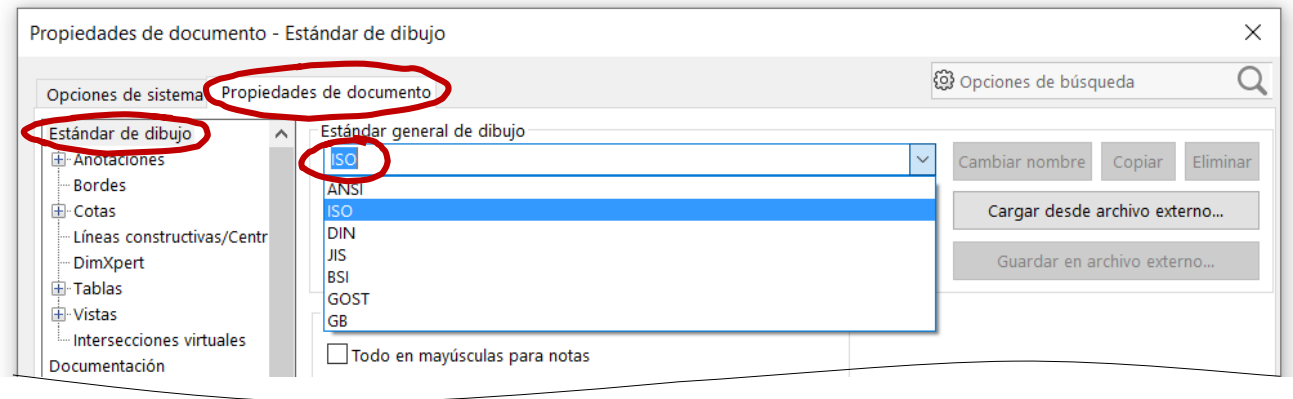 Propiedades de documento - Estándar de dibujo
Opciones de sistema Propiedades de documento
Opciones de búsqueda
Estándar de dibujo
Anotaciones
Bordes
Cotas
Líneas constructivas/Centr
DimXpert
Tablas
Vistas
Intersecciones virtuales
Documentación
Estándar general de dibujo
ISO
ANSI
ISO
DIN
JIS
BSI
GOST
GB
Cambiar nombre Copiar Eliminar
Cargar desde archivo externo...
Guardar en archivo externo...
Todo en mayúsculas para notas